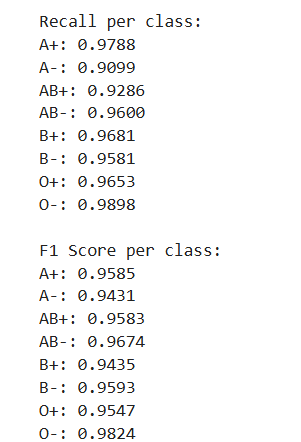 Recall per class:
A+: 0.9788
A-: 0.9099
AB+: 0.9286
AB-: 0.9600
B+: 0.9681
B-: 0.9581
O+: 0.9653
O-: 0.9898

F1 Score per class:
A+: 0.9585
A-: 0.9431
AB+: 0.9583
AB-: 0.9674
B+: 0.9435
B-: 0.9593
O+: 0.9547
O-: 0.9824